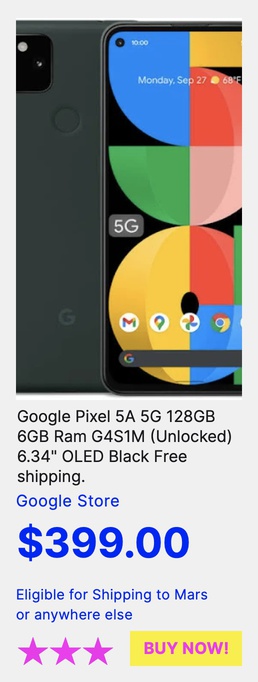 10:00
Monday, Sep 27 68°F
5G
G
G
Google Pixel 5A 5G 128GB
6GB Ram G4S1M (Unlocked)
6.34" OLED Black Free
shipping.
Google Store
$399.00
Eligible for Shipping to Mars
or anywhere else
BUY NOW!